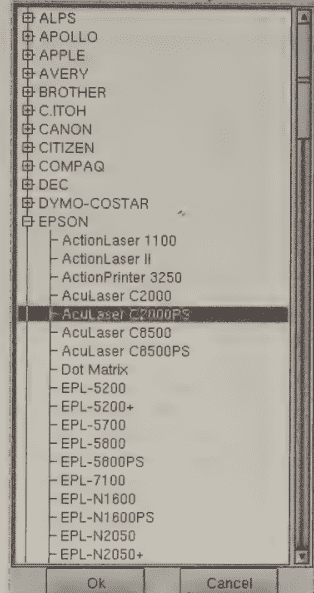 ALPS
APOLLO
APPLE
AVERY
BROTHER
C.ITOH
CANON
CITIZEN
COMPAQ
DEC
DYMO-COSTAR
EPSON
ActionLaser 1100
ActionLaser II
ActionPrinter 3250
AcuLaser C2000
AcuLaser C2000PS
AcuLaser C8500
AcuLaser C8500PS
Dot Matrix
EPL-5200
EPL-5200+
EPL-5700
EPL-5800
EPL-5800PS
EPL-7100
EPL-N1600
EPL-N1600PS
EPL-N2050
EPL-N2050+
Ok Cancel